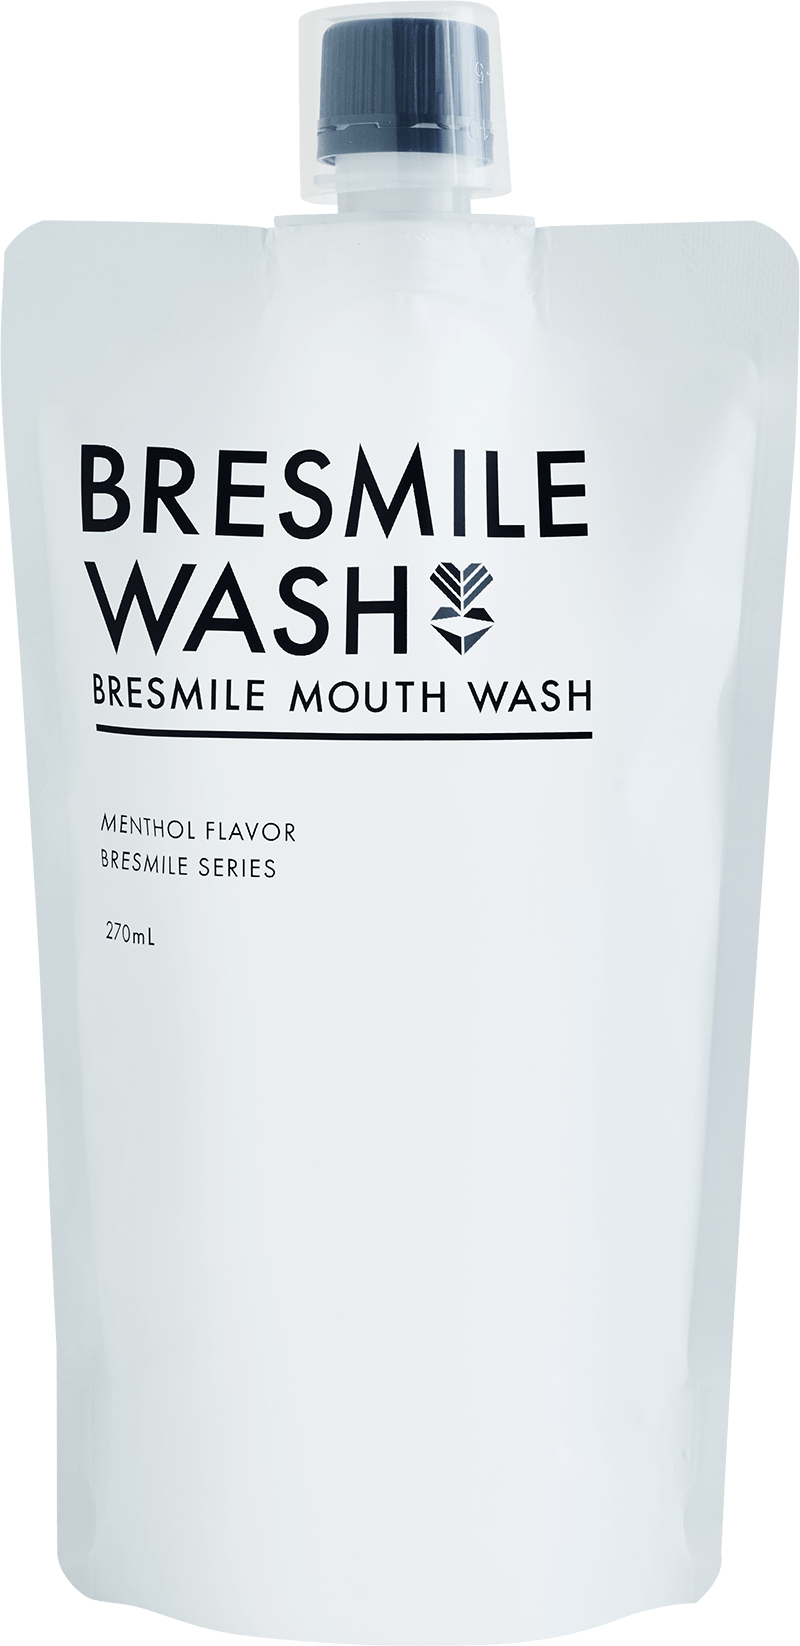 BRESMILE
WASH
BRESMILE MOUTH WASH
MENTHOL FLAVOR
BRESMILE SERIES
270mL